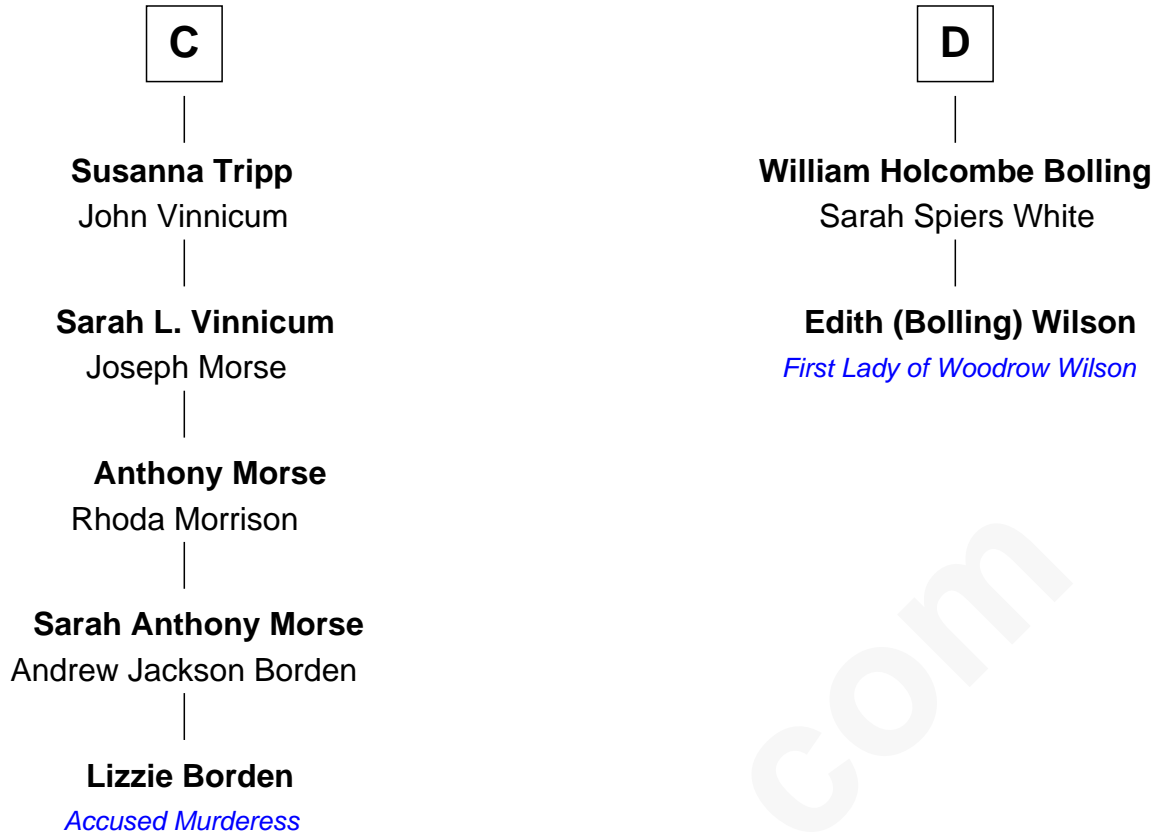 C
Susanna Tripp
John Vinnicum
Sarah L. Vinnicum
Joseph Morse
Anthony Morse
Rhoda Morrison
Sarah Anthony Morse
Andrew Jackson Borden
Lizzie Borden
Accused Murderess
D
William Holcombe Bolling
Sarah Spiers White
Edith (Bolling) Wilson
First Lady of Woodrow Wilson
com